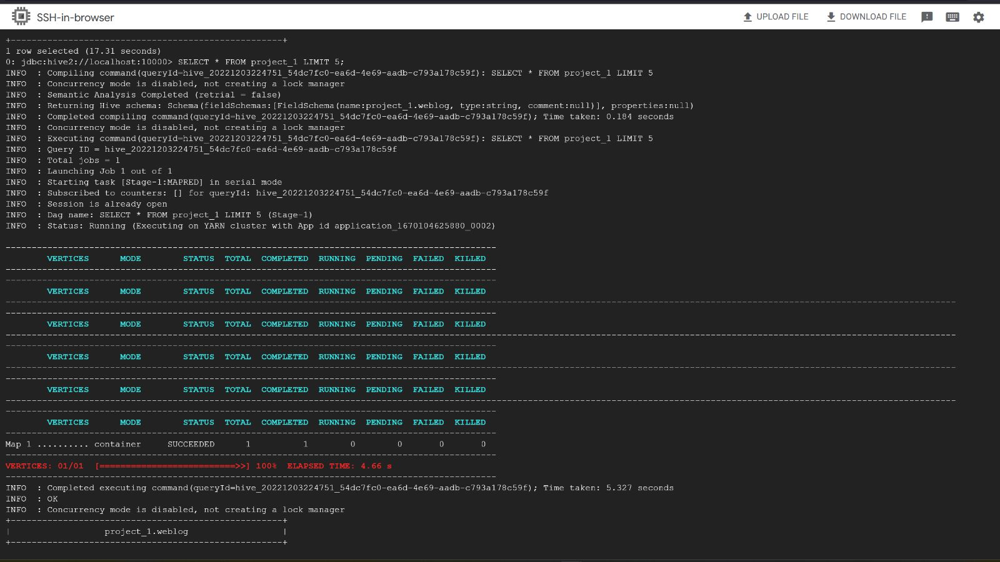 SSH-in-browser
UPLOAD FILE
DOWNLOAD FILE
+----------------------------------------------------+
1 row selected (17.31 seconds)
0: jdbc:hive2://localhost:10000> SELECT * FROM project_1 LIMIT 5;
INFO  : Compiling command(queryId=hive_20221203224751_54dc7fc0-ea6d-4e69-aadb-c793a178c59f): SELECT * FROM project_1 LIMIT 5
INFO  : Concurrency mode is disabled, not creating a lock manager
INFO  : Semantic Analysis Completed (retrial = false)
INFO  : Returning Hive schema: Schema(fieldSchemas:[FieldSchema(name:project_1.weblog, type:string, comment:null)], properties:null)
INFO  : Completed compiling command(queryId=hive_20221203224751_54dc7fc0-ea6d-4e69-aadb-c793a178c59f); Time taken: 0.184 seconds
INFO  : Concurrency mode is disabled, not creating a lock manager
INFO  : Executing command(queryId=hive_20221203224751_54dc7fc0-ea6d-4e69-aadb-c793a178c59f): SELECT * FROM project_1 LIMIT 5
INFO  : Query ID = hive_20221203224751_54dc7fc0-ea6d-4e69-aadb-c793a178c59f
INFO  : Total jobs = 1
INFO  : Launching Job 1 out of 1
INFO  : Starting task [Stage-1:MAPRED] in serial mode
INFO  : Subscribed to counters: [] for queryId: hive_20221203224751_54dc7fc0-ea6d-4e69-aadb-c793a178c59f
INFO  : Session is already open
INFO  : Dag name: SELECT * FROM project_1 LIMIT 5 (Stage-1)
INFO  : Status: Running (Executing on YARN cluster with App id application_1670104625880_0002)
----------------------------------------------------------------------------------------------
VERTICES MODE STATUS TOTAL COMPLETED RUNNING PENDING FAILED KILLED
----------------------------------------------------------------------------------------------
----------------------------------------------------------------------------------------------
VERTICES MODE STATUS TOTAL COMPLETED RUNNING PENDING FAILED KILLED
----------------------------------------------------------------------------------------------
----------------------------------------------------------------------------------------------
VERTICES MODE STATUS TOTAL COMPLETED RUNNING PENDING FAILED KILLED
----------------------------------------------------------------------------------------------
----------------------------------------------------------------------------------------------
VERTICES MODE STATUS TOTAL COMPLETED RUNNING PENDING FAILED KILLED
----------------------------------------------------------------------------------------------
----------------------------------------------------------------------------------------------
VERTICES MODE STATUS TOTAL COMPLETED RUNNING PENDING FAILED KILLED
----------------------------------------------------------------------------------------------
----------------------------------------------------------------------------------------------
VERTICES MODE STATUS TOTAL COMPLETED RUNNING PENDING FAILED KILLED
----------------------------------------------------------------------------------------------
Map 1 .......... container SUCCEEDED 1 1 0 0 0 0
----------------------------------------------------------------------------------------------
VERTICES: 01/01  [==========================>>] 100%  ELAPSED TIME: 4.66 s
----------------------------------------------------------------------------------------------
INFO  : Completed executing command(queryId=hive_20221203224751_54dc7fc0-ea6d-4e69-aadb-c793a178c59f); Time taken: 5.327 seconds
INFO  : OK
INFO  : Concurrency mode is disabled, not creating a lock manager
+----------------------------------------------------+
| project_1.weblog |
+----------------------------------------------------+